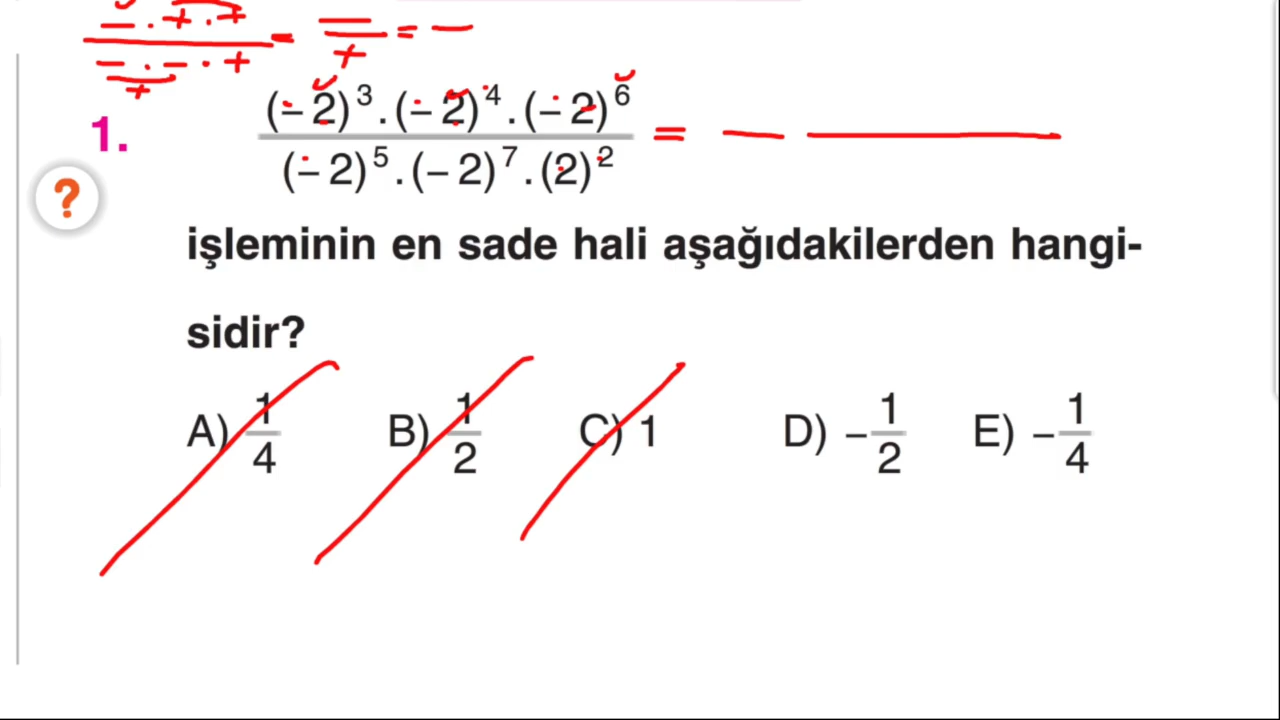 — . + . +
— . — . + = — / + = —
+
1. (– 2)³ . (– 2)⁴ . (– 2)⁶ = —
(– 2)⁵ . (– 2)⁷ . (2)²
?
işleminin en sade hali aşağıdakilerden hangi-
sidir?
A) 1/4 B) 1/2 C) 1 D) – 1/2 E) – 1/4